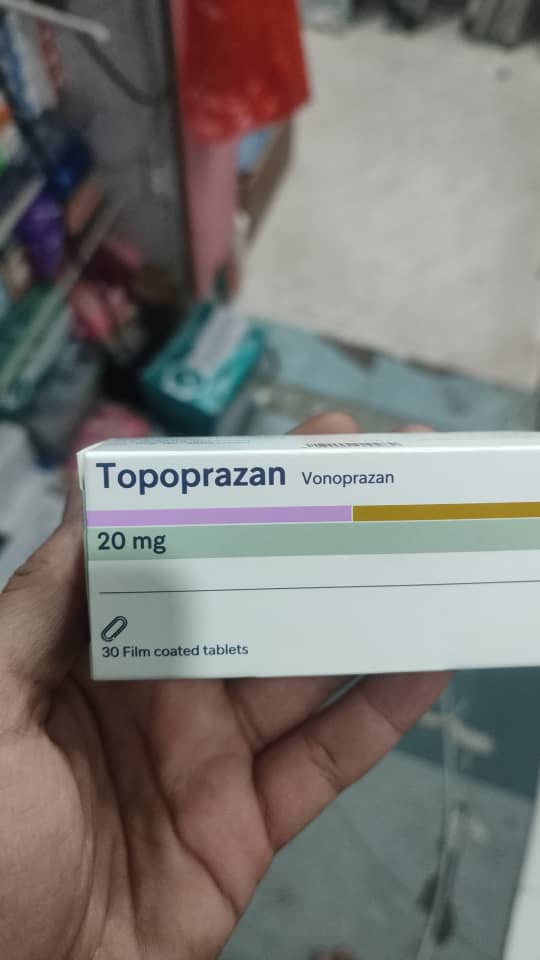 Topoprazan Vonoprazan
20 mg
30 Film coated tablets